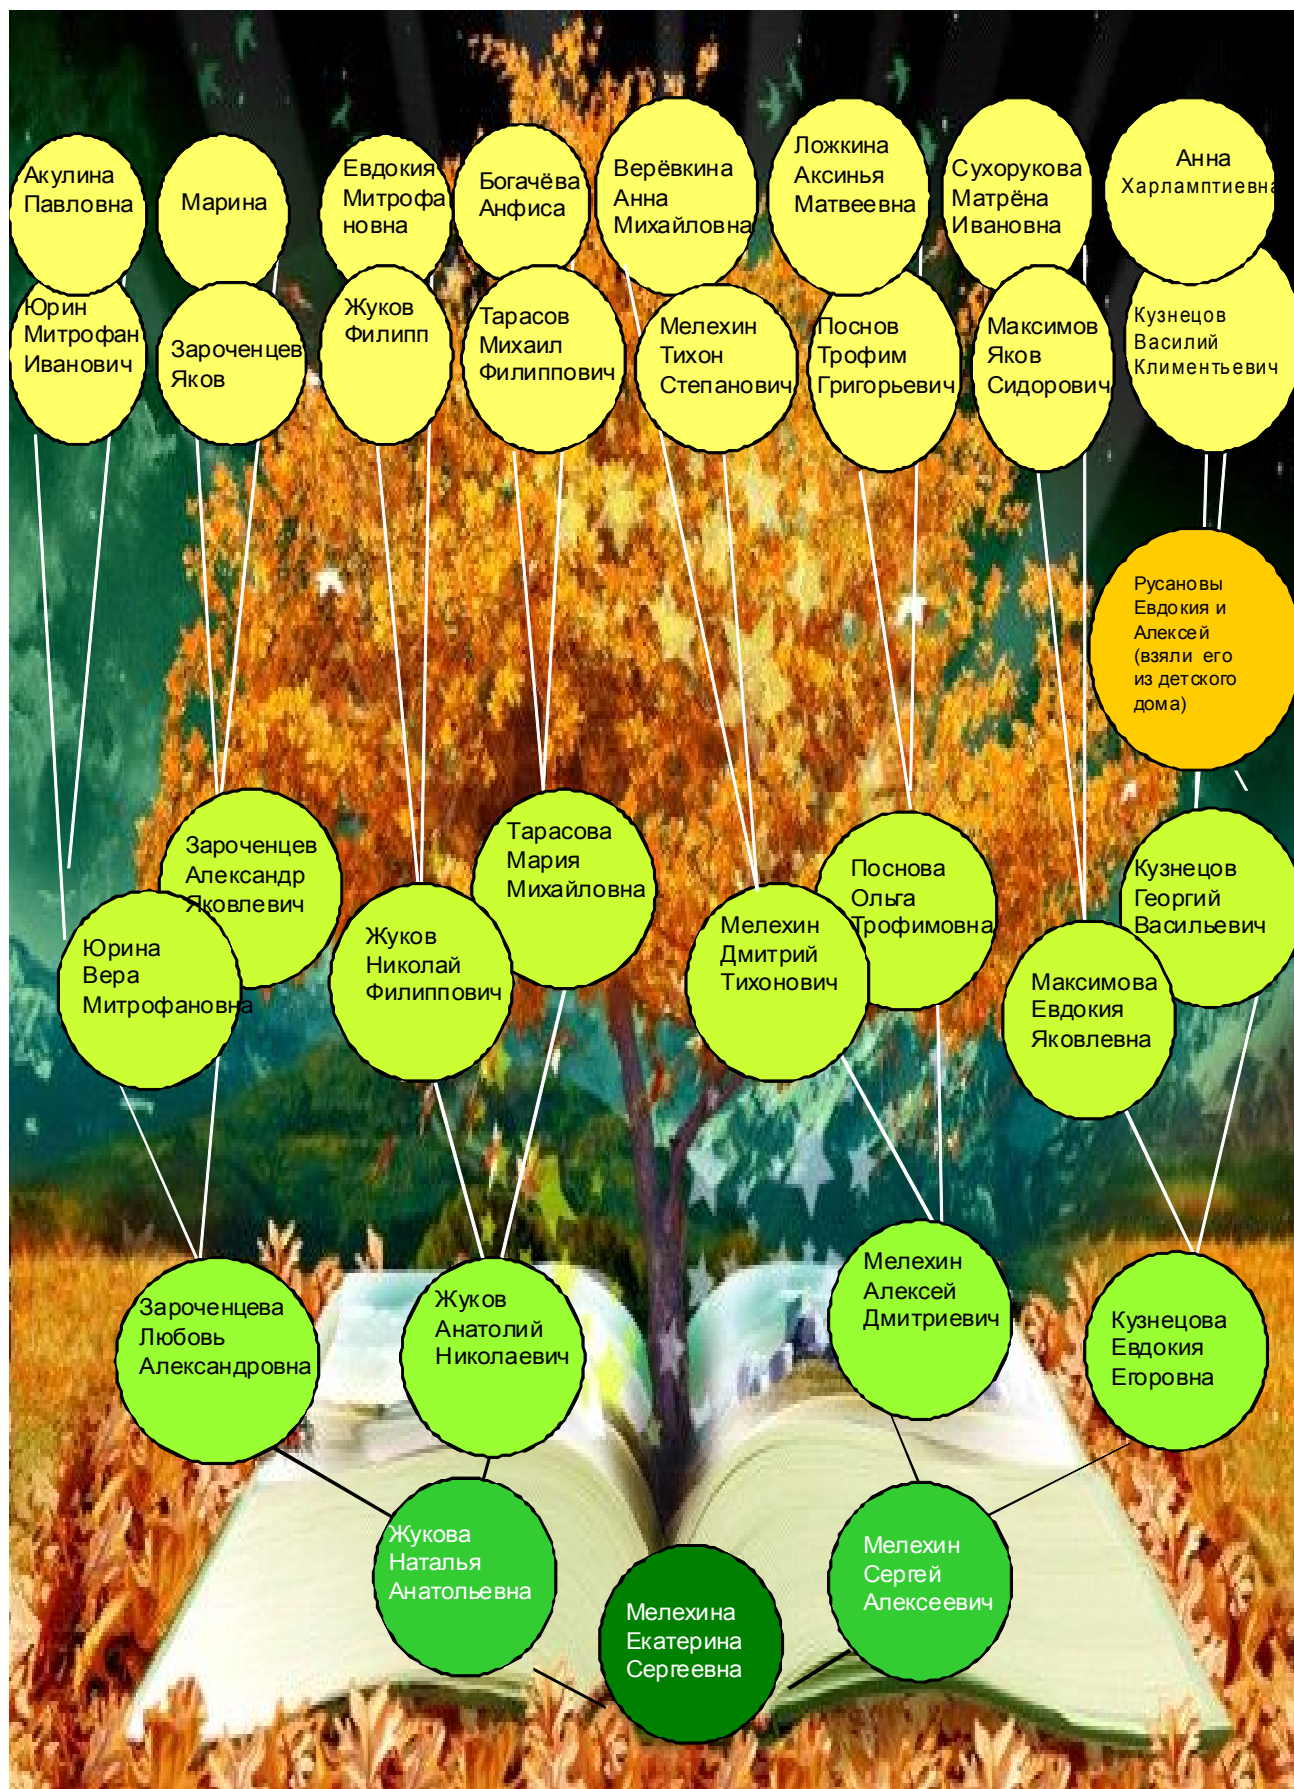 Акулина
Павловна
Марина
Евдокия
Митрофа
новна
Богачёва
Анфиса
Верёвкина
Анна
Михайловна
Ложкина
Аксинья
Матвеевна
Сухорукова
Матрёна
Ивановна
Анна
Харламптиевна
Юрин
Митрофан
Иванович
Зароченцев
Яков
Жуков
Филипп
Тарасов
Михаил
Филиппович
Мелехин
Тихон
Степанович
Поснов
Трофим
Григорьевич
Максимов
Яков
Сидорович
Кузнецов
Василий
Климентьевич
Русановы
Евдокия и
Алексей
(взяли его
из детского
дома)
Зароченцев
Александр
Яковлевич
Юрина
Вера
Митрофановна
Тарасова
Мария
Михайловна
Жуков
Николай
Филиппович
Поснова
Ольга
Трофимовна
Мелехин
Дмитрий
Тихонович
Кузнецов
Георгий
Васильевич
Максимова
Евдокия
Яковлевна
Зароченцева
Любовь
Александровна
Жуков
Анатолий
Николаевич
Мелехин
Алексей
Дмитриевич
Кузнецова
Евдокия
Егоровна
Жукова
Наталья
Анатольевна
Мелехин
Сергей
Алексеевич
Мелехина
Екатерина
Сергеевна